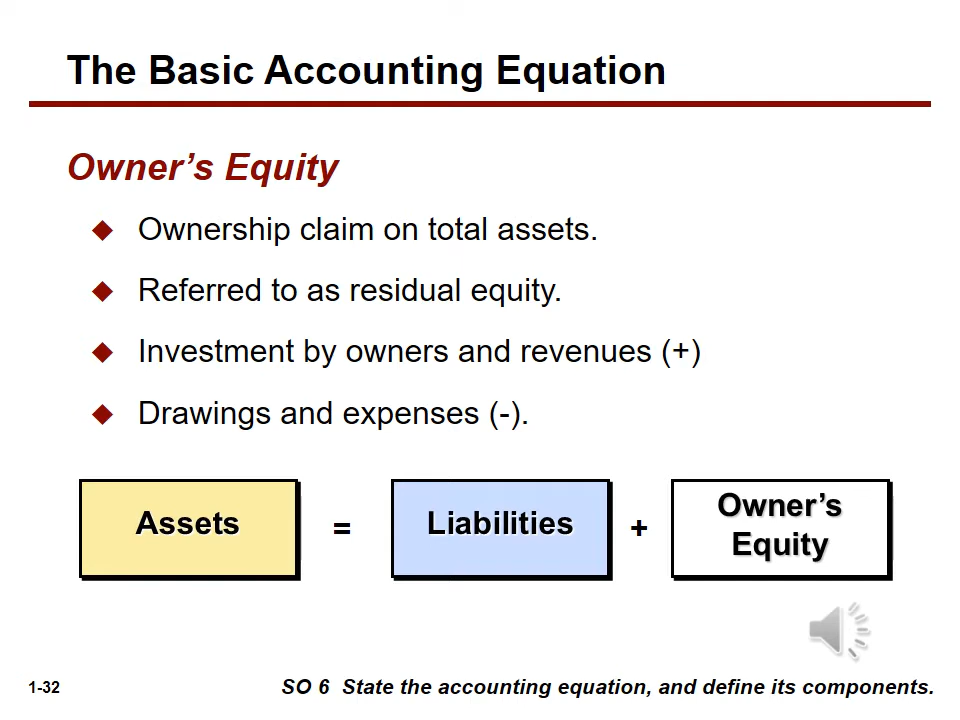 The Basic Accounting Equation
Owner’s Equity
Ownership claim on total assets.
Referred to as residual equity.
Investment by owners and revenues (+)
Drawings and expenses (-).
Assets
=
Liabilities
+
Owner’s
Equity
1-32
SO 6 State the accounting equation, and define its components.